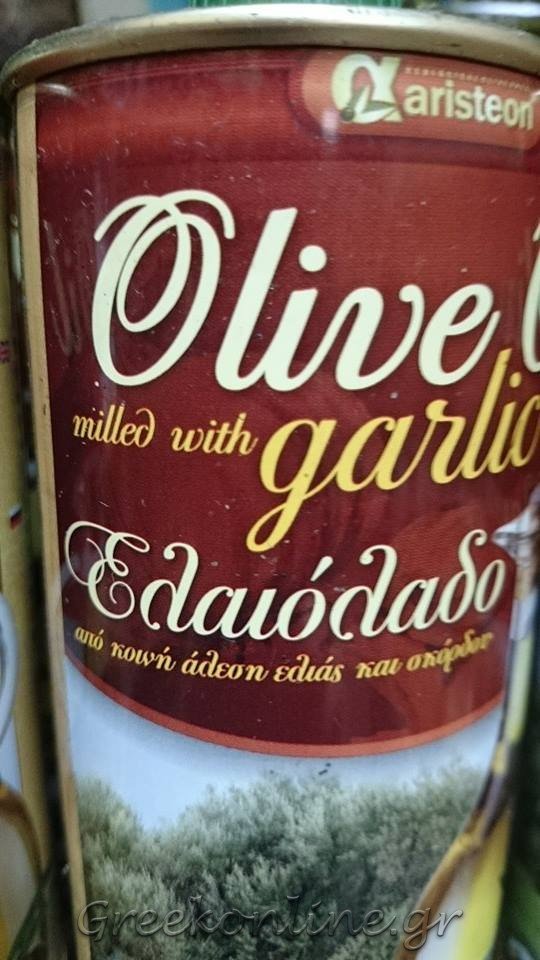 aristeon
Olive
milled with garlic
Ελαιόλαδο
από κοινή άλεση ελιάς και σκόρδου
Greekonline.gr